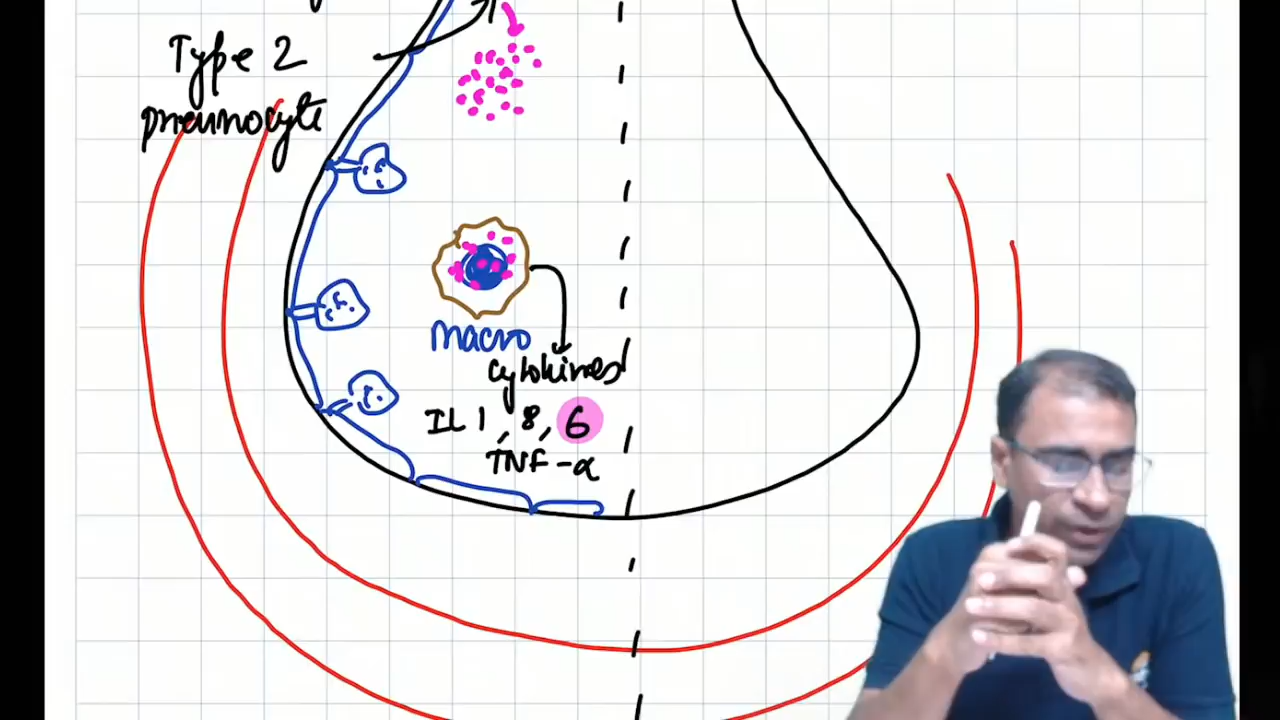 Type 2
pneumocyte
macro
cytokines
IL 1, 8, 6
TNF-α